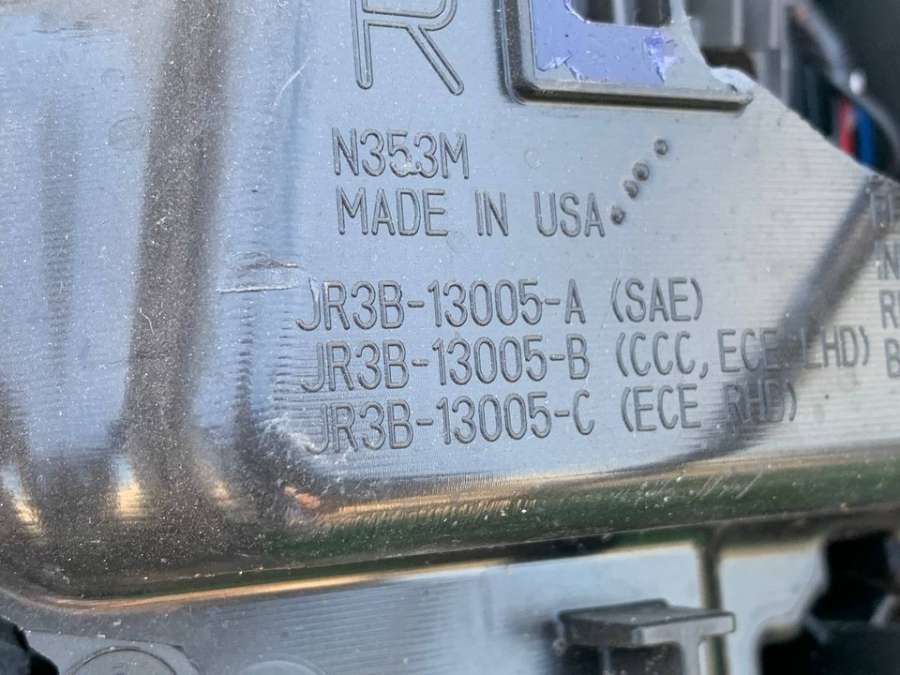 R
N353M
MADE IN USA
JR3B-13005-A (SAE)
JR3B-13005-B (CCC, ECE LHD)
JR3B-13005-C (ECE RHD)